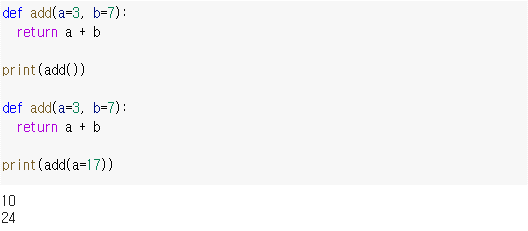 def add(a=3, b=7):
  return a + b

print(add())

def add(a=3, b=7):
  return a + b

print(add(a=17))

10
24